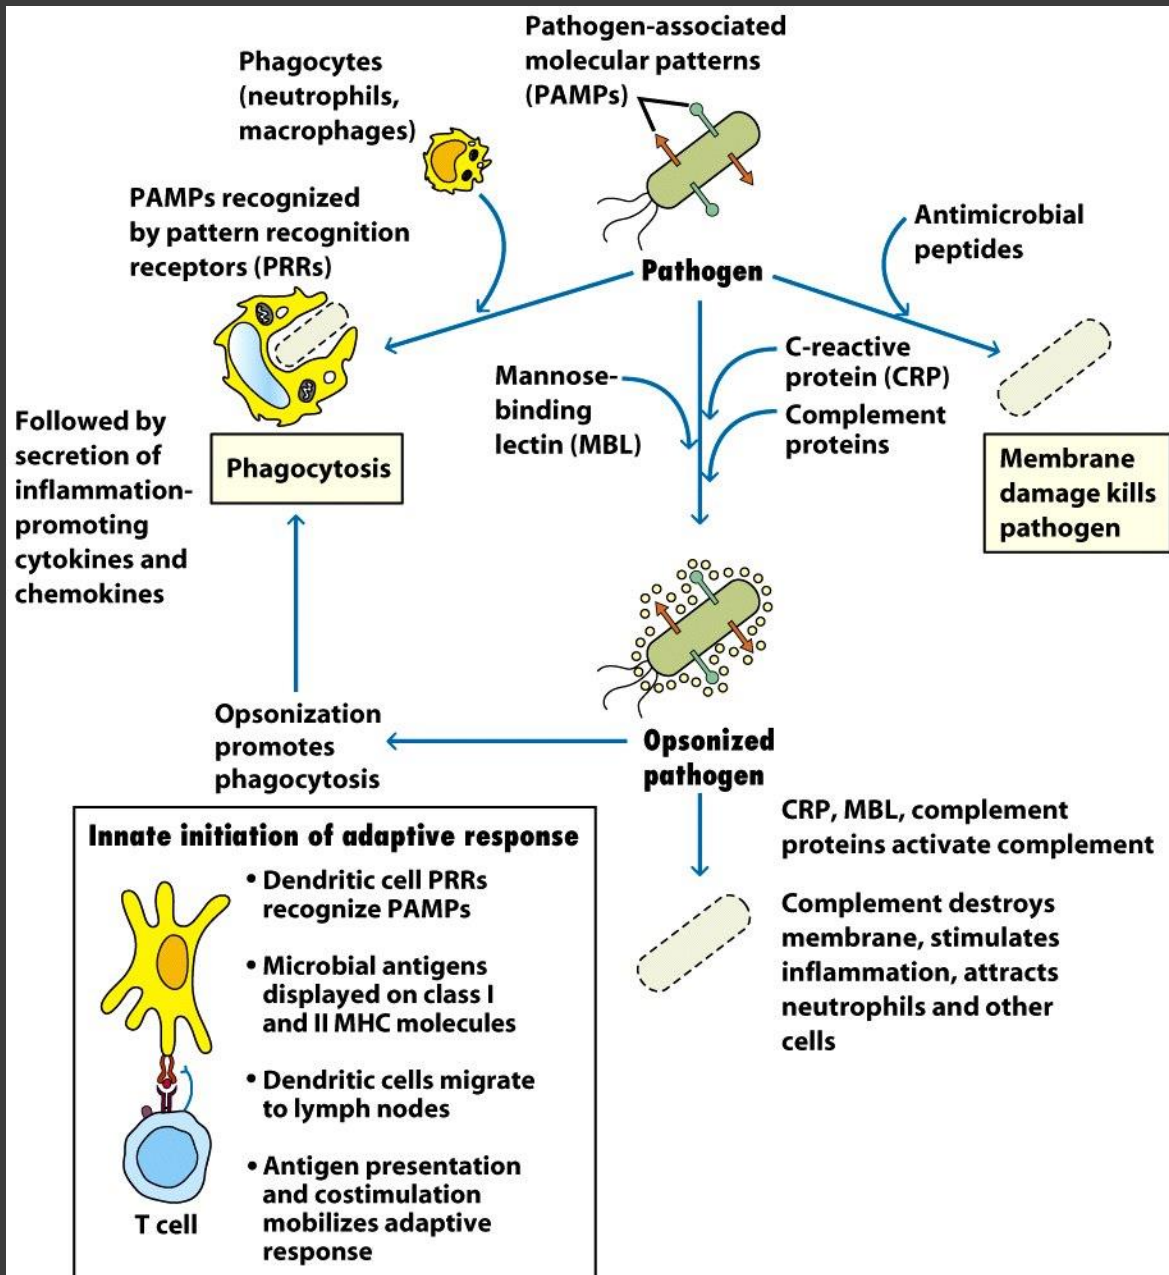 Pathogen-associated
molecular patterns
(PAMPs)
Phagocytes
(neutrophils,
macrophages)
PAMPs recognized
by pattern recognition
receptors (PRRs)
Antimicrobial
peptides
Pathogen
Mannose-
binding
lectin (MBL)
C-reactive
protein (CRP)
Complement
proteins
Followed by
secretion of
inflammation-
promoting
cytokines and
chemokines
Phagocytosis
Membrane
damage kills
pathogen
Opsonization
promotes
phagocytosis
Opsonized
pathogen
CRP, MBL, complement
proteins activate complement
Complement destroys
membrane, stimulates
inflammation, attracts
neutrophils and other
cells
Innate initiation of adaptive response
• Dendritic cell PRRs
recognize PAMPs
• Microbial antigens
displayed on class I
and II MHC molecules
• Dendritic cells migrate
to lymph nodes
• Antigen presentation
and costimulation
mobilizes adaptive
response
T cell